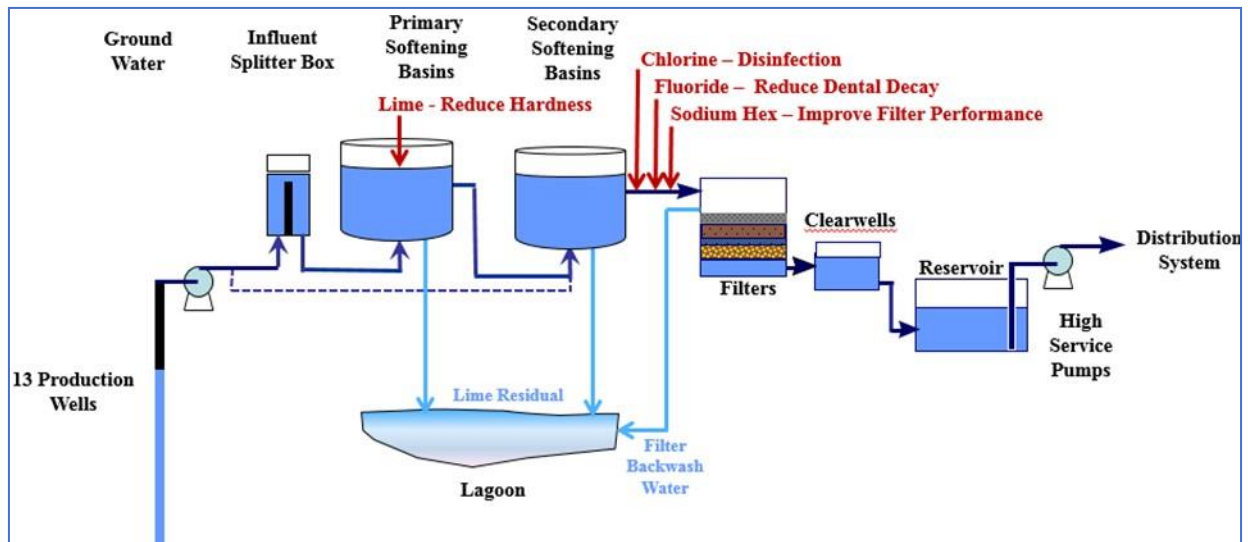 Ground
Water
Influent
Splitter Box
Primary
Softening
Basins
Secondary
Softening
Basins
Chlorine – Disinfection
Fluoride – Reduce Dental Decay
Sodium Hex – Improve Filter Performance
Lime - Reduce Hardness
Clearwells
Distribution
System
Reservoir
Filters
High
Service
Pumps
13 Production
Wells
Lime Residual
Filter
Backwash
Water
Lagoon